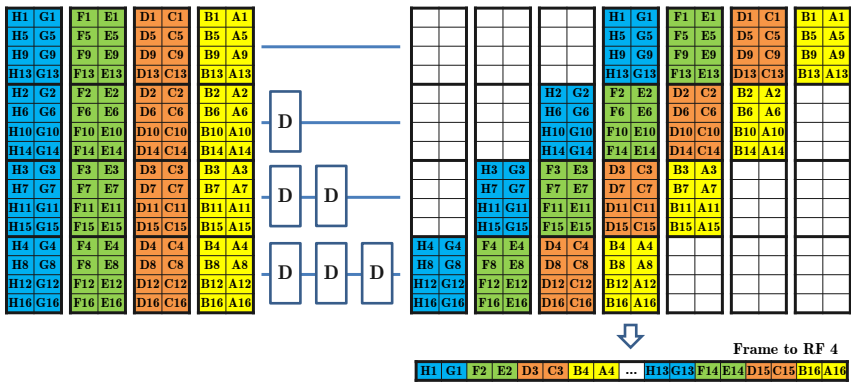 H1 G1 F1 E1 D1 C1 B1 A1 H1 G1 F1 E1 D1 C1 B1 A1
H5 G5 F5 E5 D5 C5 B5 A5 H5 G5 F5 E5 D5 C5 B5 A5
H9 G9 F9 E9 D9 C9 B9 A9 H9 G9 F9 E9 D9 C9 B9 A9
H13 G13 F13 E13 D13 C13 B13 A13 H13 G13 F13 E13 D13 C13 B13 A13
H2 G2 F2 E2 D2 C2 B2 A2 H2 G2 F2 E2 D2 C2 B2 A2
H6 G6 F6 E6 D6 C6 B6 A6 H6 G6 F6 E6 D6 C6 B6 A6
D
H10 G10 F10 E10 D10 C10 B10 A10 H10 G10 F10 E10 D10 C10 B10 A10
H14 G14 F14 E14 D14 C14 B14 A14 H14 G14 F14 E14 D14 C14 B14 A14
H3 G3 F3 E3 D3 C3 B3 A3 H3 G3 F3 E3 D3 C3 B3 A3
H7 G7 F7 E7 D7 C7 B7 A7 H7 G7 F7 E7 D7 C7 B7 A7
D D
H11 G11 F11 E11 D11 C11 B11 A11 H11 G11 F11 E11 D11 C11 B11 A11
H15 G15 F15 E15 D15 C15 B15 A15 H15 G15 F15 E15 D15 C15 B15 A15
H4 G4 F4 E4 D4 C4 B4 A4 H4 G4 F4 E4 D4 C4 B4 A4
H8 G8 F8 E8 D8 C8 B8 A8 H8 G8 F8 E8 D8 C8 B8 A8
D D D
H12 G12 F12 E12 D12 C12 B12 A12 H12 G12 F12 E12 D12 C12 B12 A12
H16 G16 F16 E16 D16 C16 B16 A16 H16 G16 F16 E16 D16 C16 B16 A16
Frame to RF 4
H1 G1 F2 E2 D3 C3 B4 A4 ... H13 G13 F14 E14 D15 C15 B16 A16